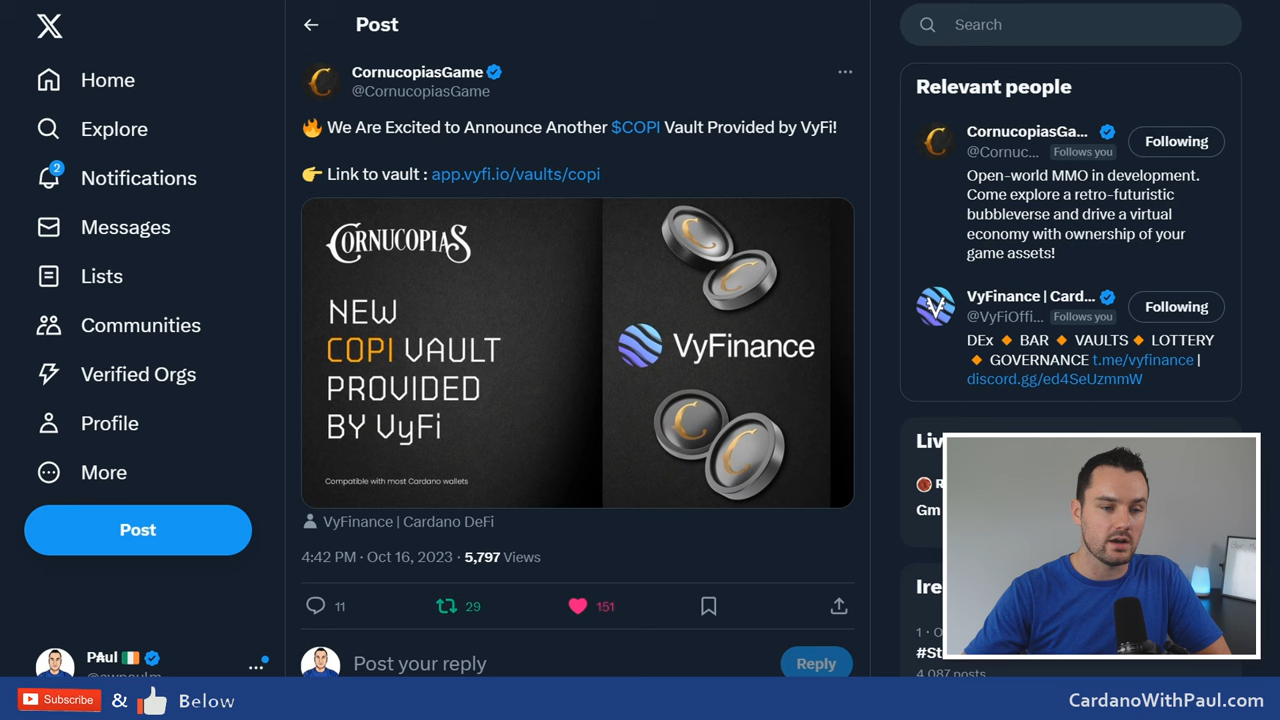 Home
Explore
2
Notifications
Messages
Lists
Communities
Verified Orgs
Profile
More
Post
PAul
Post
CornucopiasGame
@CornucopiasGame
We Are Excited to Announce Another $COPI Vault Provided by VyFi!
Link to vault : app.vyfi.io/vaults/copi
CORNUCOPIAS
NEW
COPI VAULT
PROVIDED
BY VyFi
Compatible with most Cardano wallets
VyFinance
VyFinance | Cardano DeFi
4:42 PM · Oct 16, 2023 · 5,797 Views
11 29 151
Post your reply
Reply
Search
Relevant people
CornucopiasGa...
@Cornuc... Follows you
Following
Open-world MMO in development.
Come explore a retro-futuristic
bubbleverse and drive a virtual
economy with ownership of your
game assets!
VyFinance | Card...
@VyFiOffi... Follows you
Following
DEx 🔸 BAR 🔸 VAULTS🔸 LOTTERY
🔸 GOVERNANCE t.me/vyfinance |
discord.gg/ed4SeUzmmW
Gm
4,087 posts
Subscribe & Below
CardanoWithPaul.com